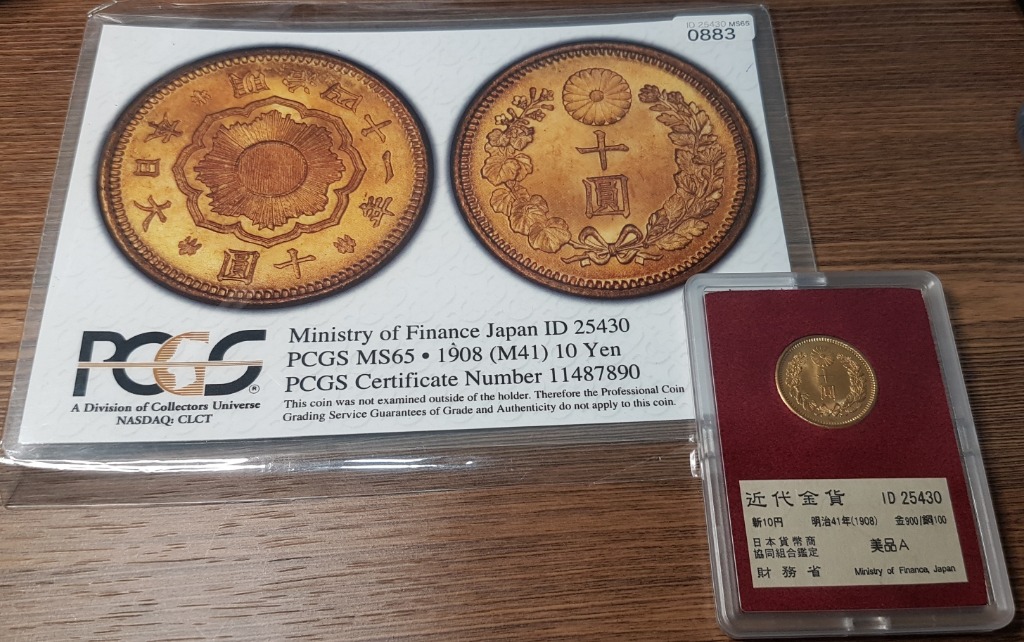 ID 25430 MS65
0883
大日本・明治四十一年・十圓
十
圓
PCGS®
A Division of Collectors Universe
NASDAQ: CLCT
Ministry of Finance Japan ID 25430
PCGS MS65 • 1908 (M41) 10 Yen
PCGS Certificate Number 11487890
This coin was not examined outside of the holder. Therefore the Professional Coin
Grading Service Guarantees of Grade and Authenticity do not apply to this coin.
近代金貨 ID 25430
新10円 明治41年(1908) 金900/銅100
日本貨幣商
協同組合鑑定
美品A
財務省 Ministry of Finance, Japan